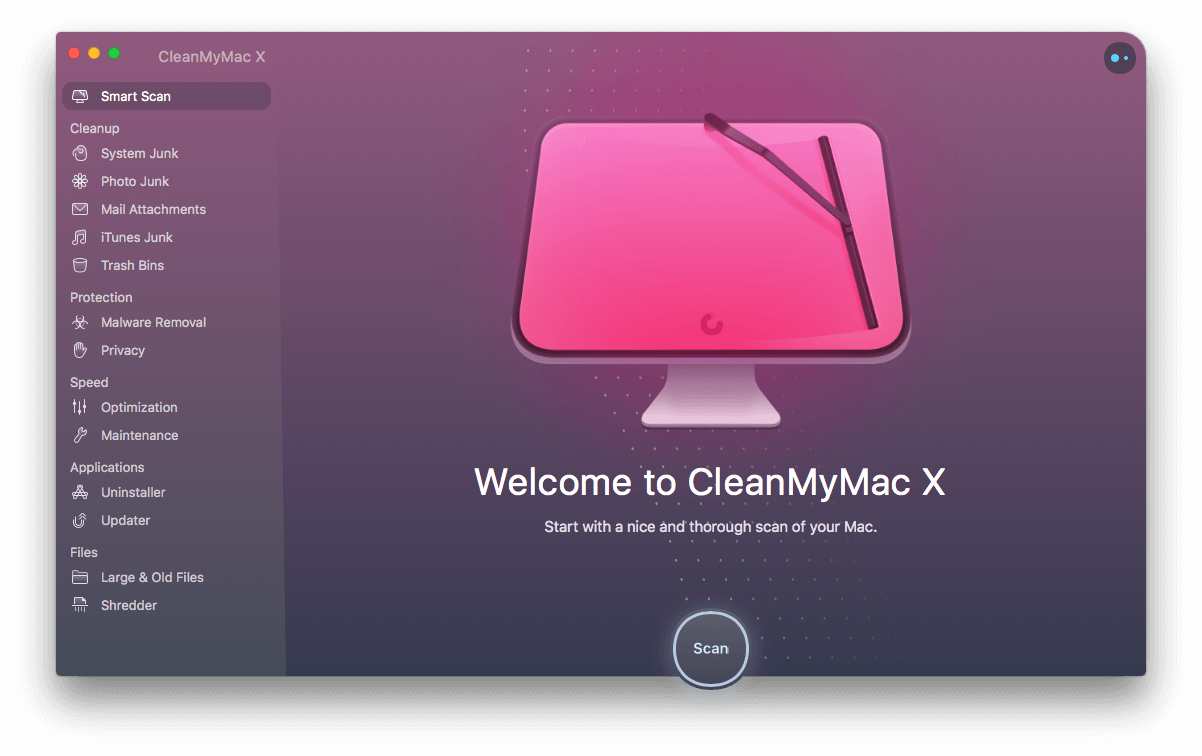 CleanMyMac X
Smart Scan
Cleanup
System Junk
Photo Junk
Mail Attachments
iTunes Junk
Trash Bins
Protection
Malware Removal
Privacy
Speed
Optimization
Maintenance
Applications
Uninstaller
Updater
Files
Large & Old Files
Shredder
Welcome to CleanMyMac X
Start with a nice and thorough scan of your Mac.
Scan